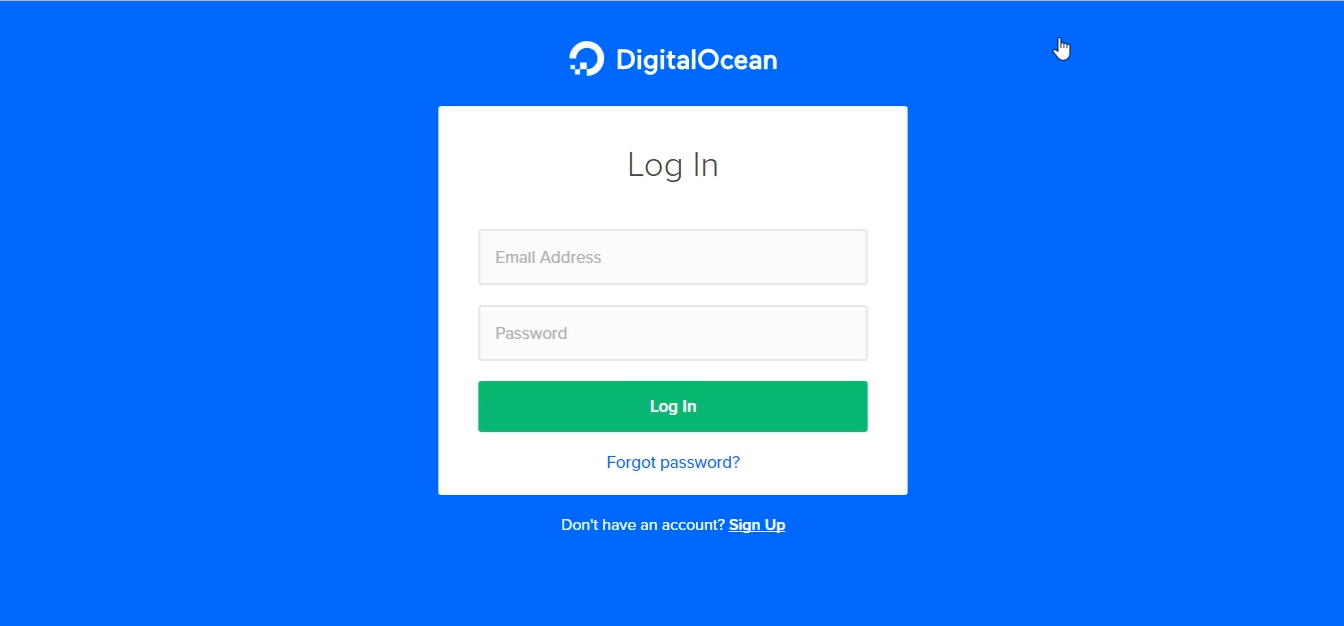 DigitalOcean
Log In
Email Address
Password
Log In
Forgot password?
Don't have an account? Sign Up